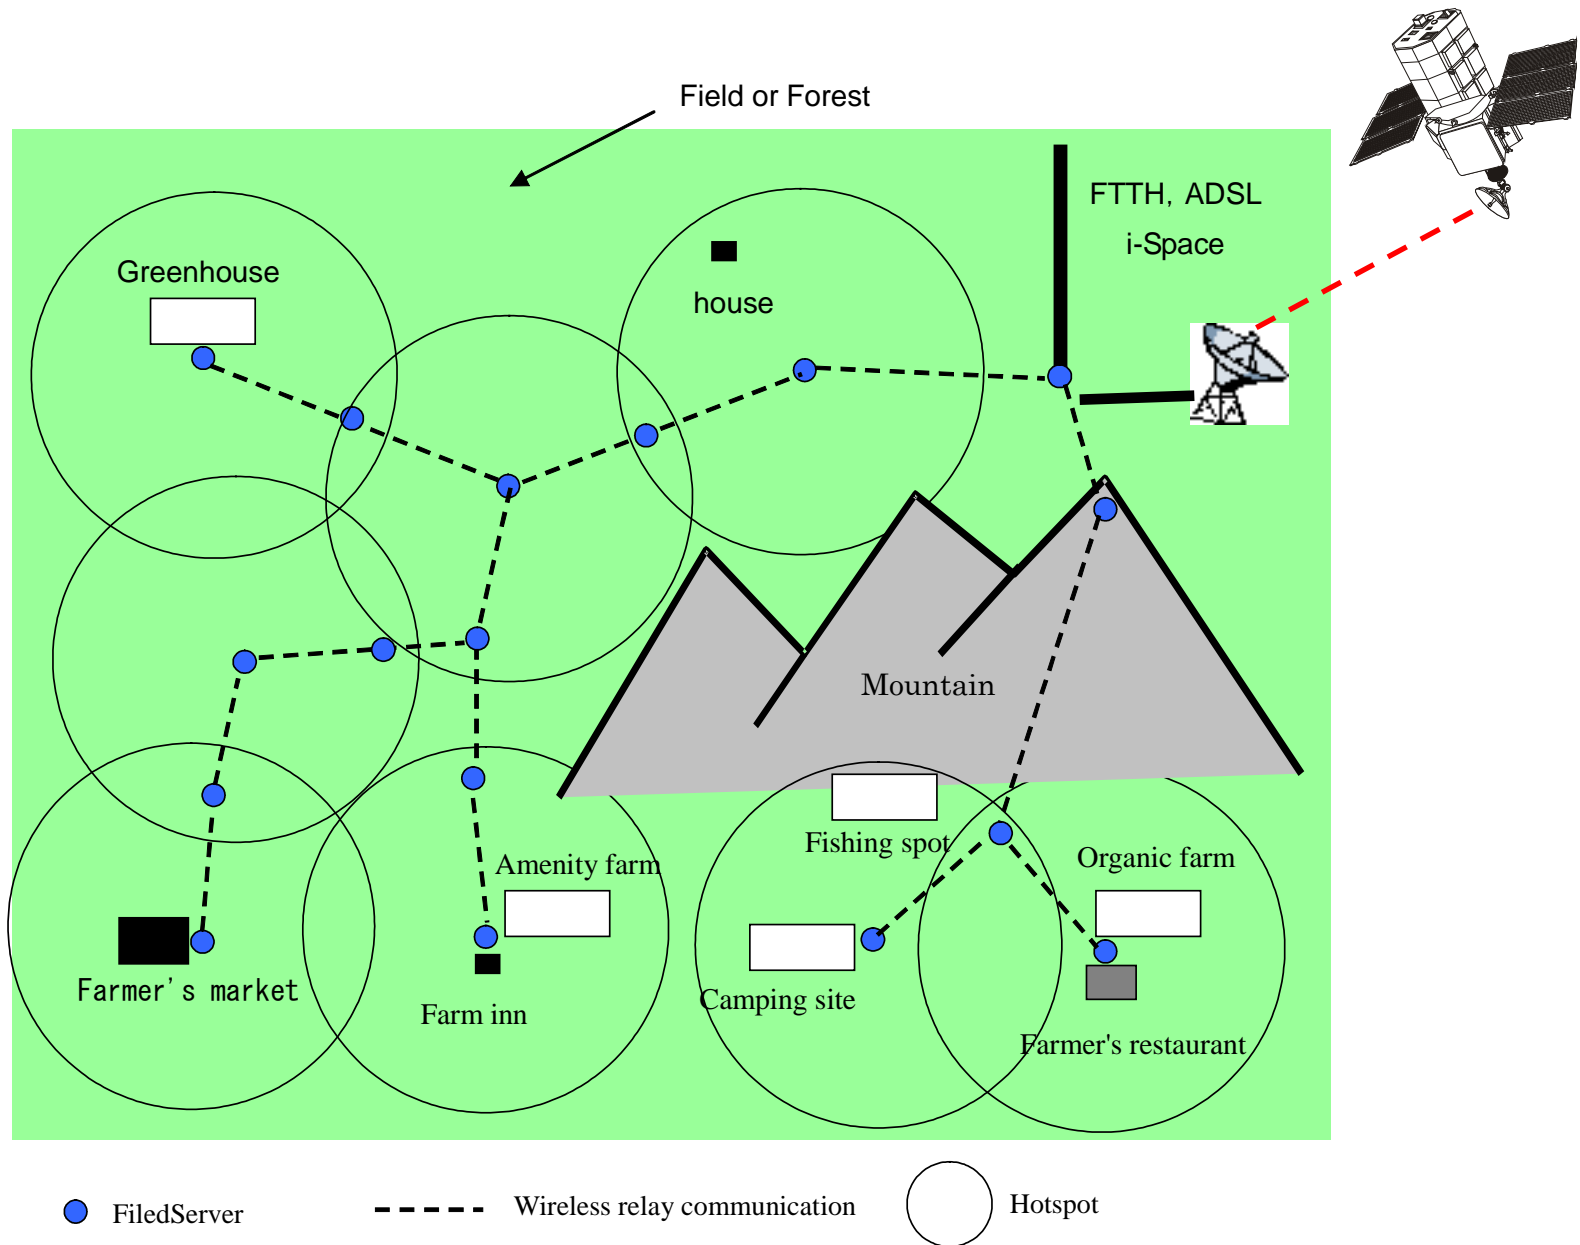 Field or Forest
FTTH, ADSL
i-Space
Greenhouse
house
Mountain
Fishing spot
Amenity farm
Organic farm
Farmer's market
Camping site
Farm inn
Farmer's restaurant
FiledServer
Wireless relay communication
Hotspot